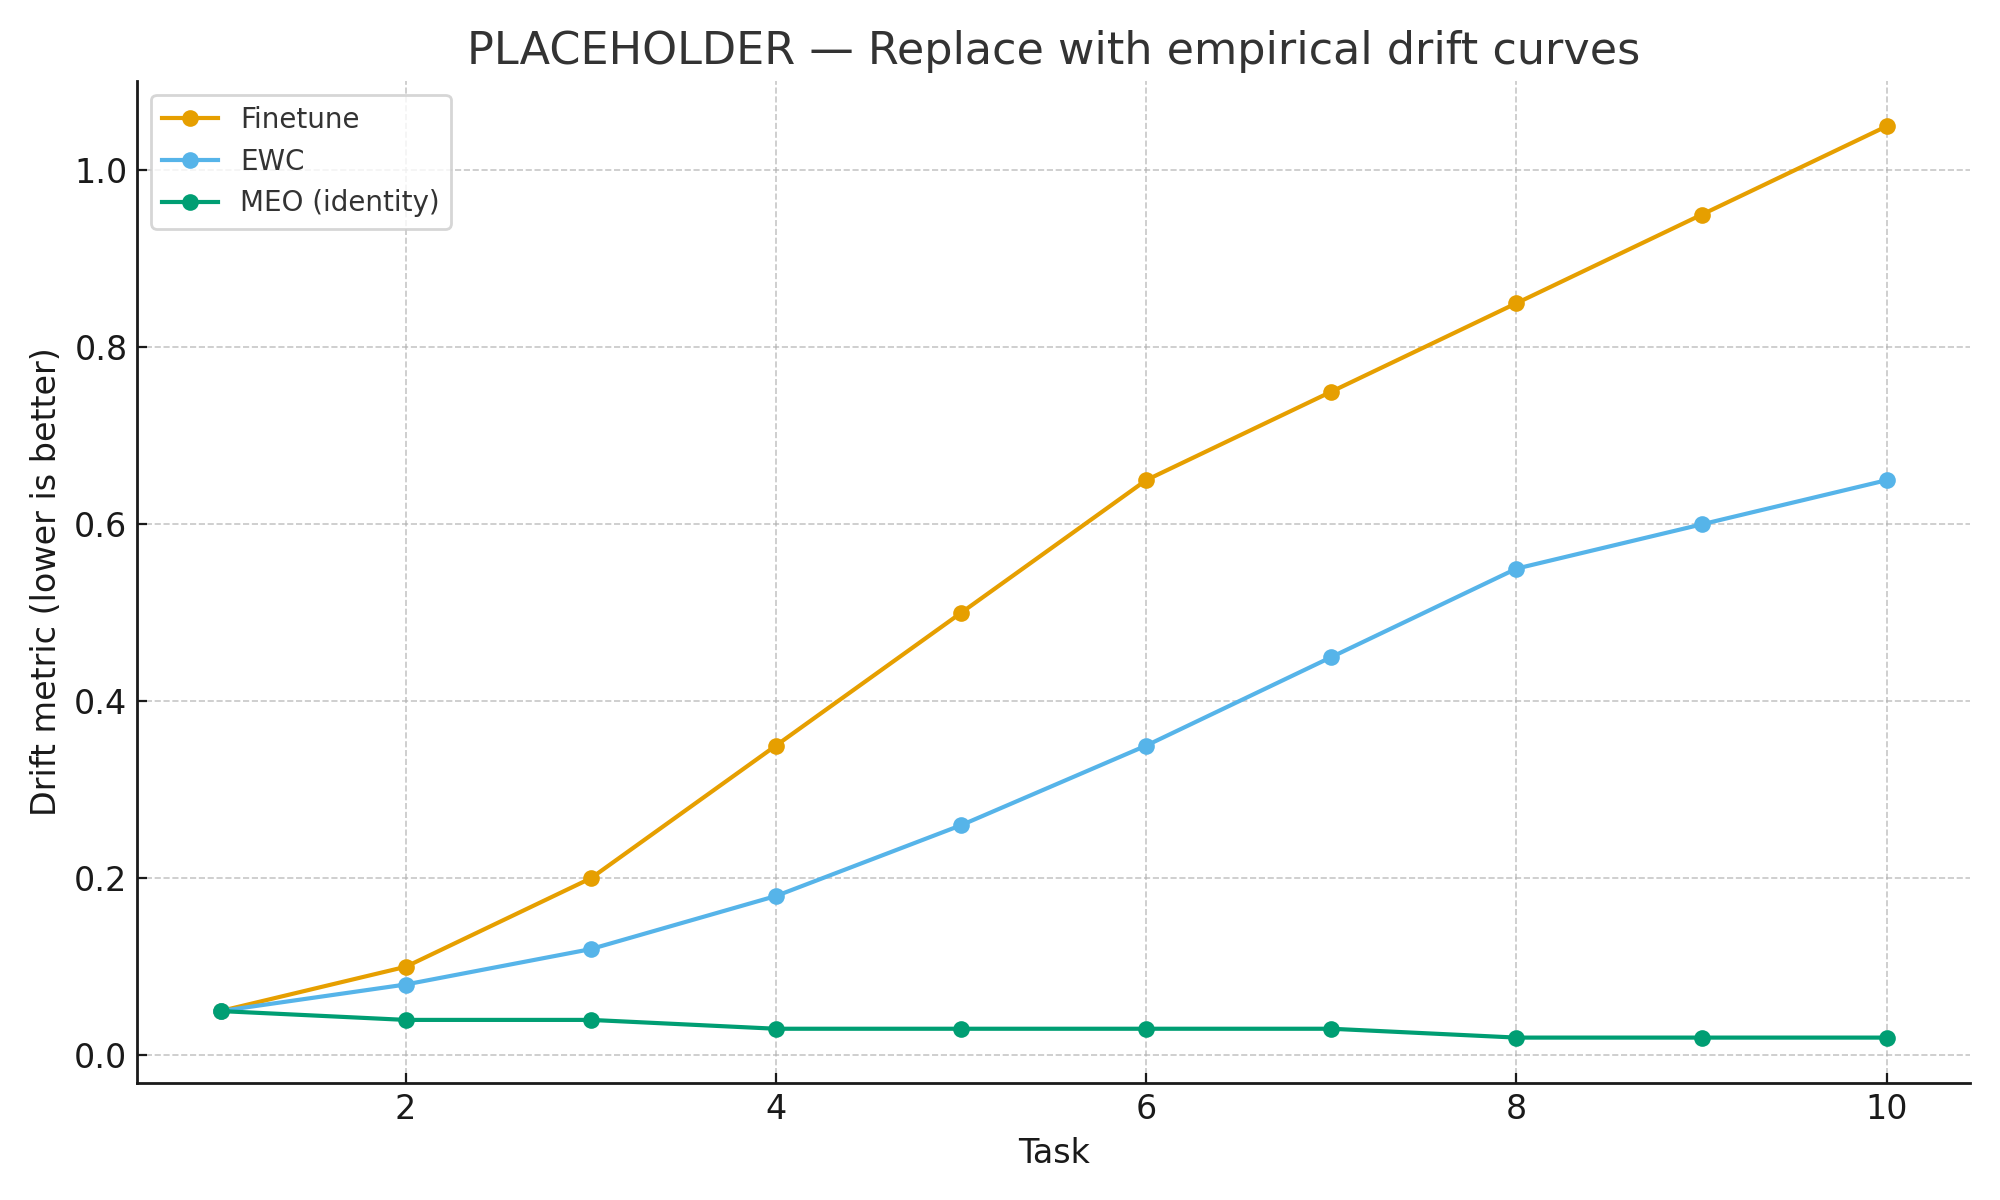 PLACEHOLDER — Replace with empirical drift curves
Finetune
EWC
MEO (identity)
Drift metric (lower is better)
1.0
0.8
0.6
0.4
0.2
0.0
2 4 6 8 10
Task